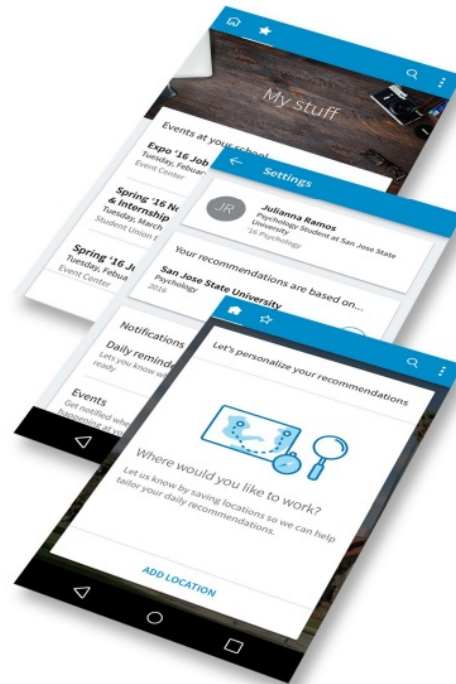 My stuff
Events at your school
Expo '16 Job
Tuesday, Febuar
Event Center
Spring '16 No
& Internship
Tuesday, March
Student Union
Spring '16 Ju
Tuesday, Februa
Event Center
Settings
JR
Julianna Ramos
Psychology Student at San Jose State
University
'16 Psychology
Your recommendations are based on...
San Jose State University
Psychology
2016
Notifications
Daily reminde
Lets you know w
ready
Events
Get notified whe
happening at yo
Let's personalize your recommendations
Where would you like to work?
Let us know by saving locations so we can help
tailor your daily recommendations.
ADD LOCATION